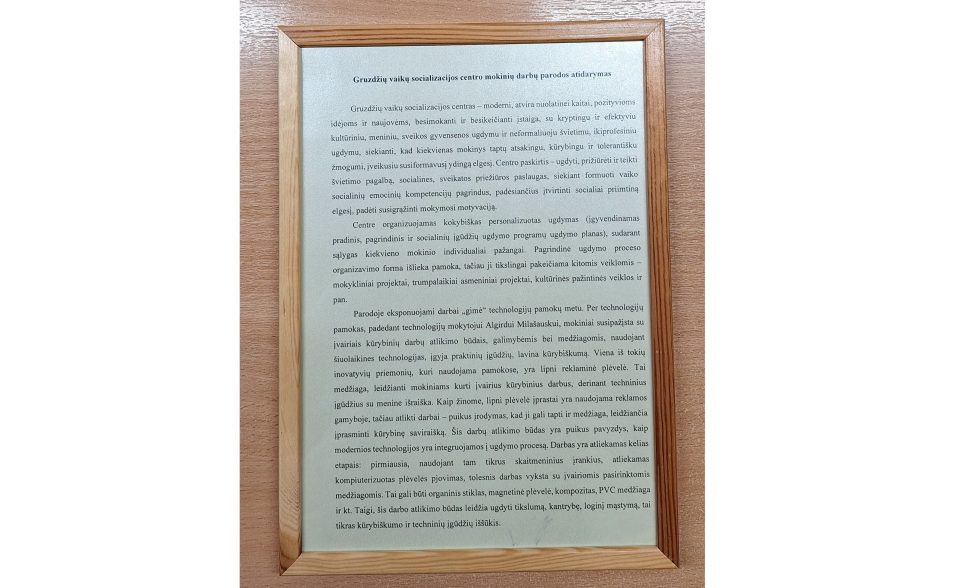 Gruzdžių vaikų socializacijos centro mokinių darbų parodos atidarymas
Gruzdžių vaikų socializacijos centras – moderni, atvira nuolatinei kaitai, pozityvioms
idėjoms ir naujovėms, besimokanti ir besikeičianti įstaiga, su kryptingu ir efektyviu
kultūriniu, meniniu, sveikos gyvensenos ugdymu ir neformaliuoju švietimu, ikiprofesiniu
ugdymu, siekianti, kad kiekvienas mokinys taptų atsakingu, kūrybingu ir tolerantišku
žmogumi, įveikusiu susiformavusį ydingą elgesį. Centro paskirtis – ugdyti, prižiūrėti ir teikti
švietimo pagalbą, socialines, sveikatos priežiūros paslaugas, siekiant formuoti vaiko
socialinių emocinių kompetencijų pagrindus, padėsiančius įtvirtinti socialiai priimtiną
elgesį, padėti susigrąžinti mokymosi motyvaciją.
Centre organizuojamas kokybiškas personalizuotas ugdymas (įgyvendinamas
pradinis, pagrindinis ir socialinių įgūdžių ugdymo programų ugdymo planas), sudarant
sąlygas kiekvieno mokinio individualiai pažangai. Pagrindinė ugdymo proceso
organizavimo forma išlieka pamoka, tačiau ji tikslingai pakeičiama kitomis veiklomis –
mokykliniai projektai, trumpalaikiai asmeniniai projektai, kultūrinės pažintinės veiklos ir
pan.
Parodoje eksponuojami darbai „gimė“ technologijų pamokų metu. Per technologijų
pamokas, padedant technologijų mokytojui Algirdui Milašauskui, mokiniai susipažįsta su
įvairiais kūrybinių darbų atlikimo būdais, galimybėmis bei medžiagomis, naudojant
šiuolaikines technologijas, įgyja praktinių įgūdžių, lavina kūrybiškumą. Viena iš tokių
inovatyvių priemonių, kuri naudojama pamokose, yra lipni reklaminė plėvelė. Tai
medžiaga, leidžianti mokiniams kurti įvairius kūrybinius darbus, derinant techninius
įgūdžius su menine išraiška. Kaip žinome, lipni plėvelė įprastai yra naudojama reklamos
gamyboje, tačiau atlikti darbai – puikus įrodymas, kad ji gali tapti ir medžiaga, leidžiančia
įprasminti kūrybinę saviraišką. Šis darbų atlikimo būdas yra puikus pavyzdys, kaip
modernios technologijos yra integruojamos į ugdymo procesą. Darbas yra atliekamas kelias
etapais: pirmiausia, naudojant tam tikrus skaitmeninius įrankius, atliekamas
kompiuterizuotas plėvelės pjovimas, tolesnis darbas vyksta su įvairiomis pasirinktomis
medžiagomis. Tai gali būti organinis stiklas, magnetinė plėvelė, kompozitas, PVC medžiaga
ir kt. Taigi, šis darbo atlikimo būdas leidžia ugdyti tikslumą, kantrybę, loginį mąstymą, tai
tikras kūrybiškumo ir techninių įgūdžių iššūkis.